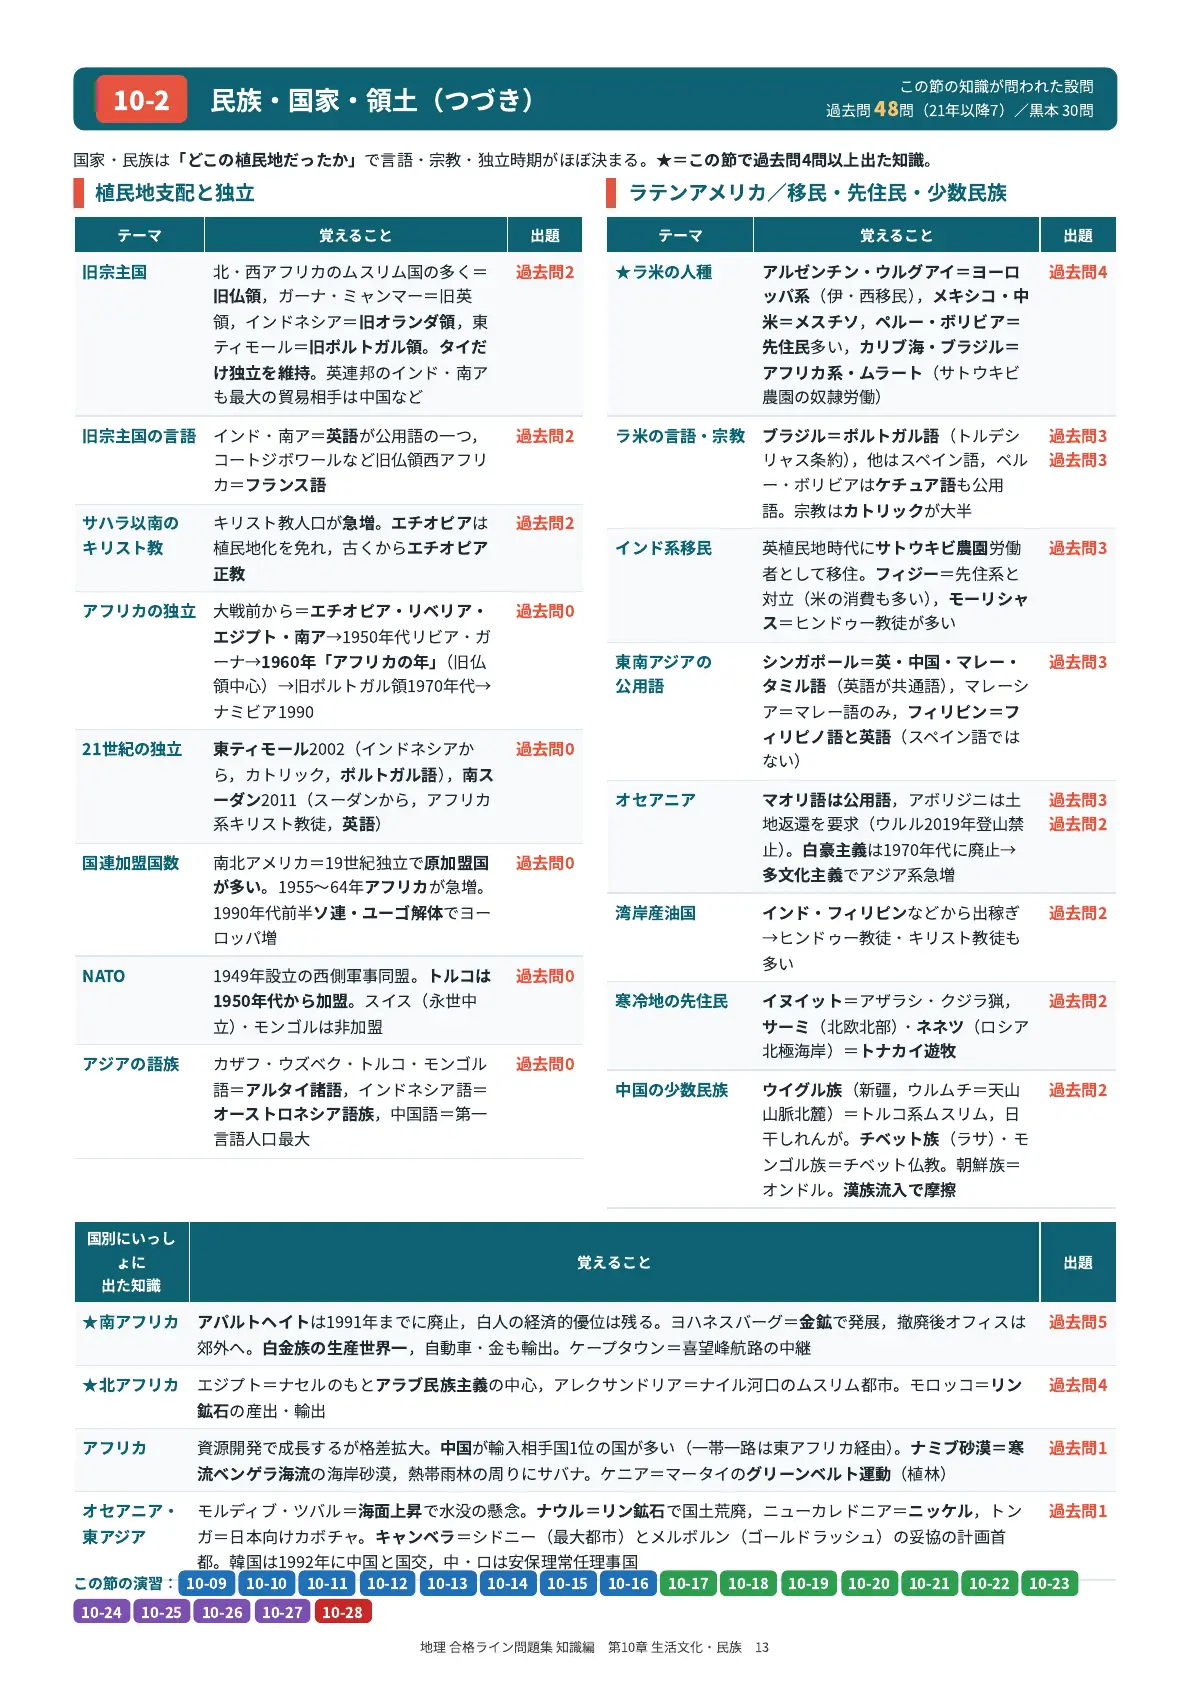 10-2 民族・国家・領土（つづき）
この節の知識が問われた設問
過去問 48問（21年以降7）／黒本 30問
国家・民族は「どこの植民地だったか」で言語・宗教・独立時期がほぼ決まる。★＝この節で過去問4問以上出た知識。
植民地支配と独立
テーマ 覚えること 出題
旧宗主国 北・西アフリカのムスリム国の多く＝ 過去問2
旧仏領，ガーナ・ミャンマー＝旧英
領，インドネシア＝旧オランダ領，東
ティモール＝旧ポルトガル領。タイだ
け独立を維持。英連邦のインド・南ア
も最大の貿易相手は中国など
旧宗主国の言語 インド・南ア＝英語が公用語の一つ， 過去問2
コートジボワールなど旧仏領西アフリ
カ＝フランス語
サハラ以南の キリスト教人口が急増。エチオピアは 過去問2
キリスト教 植民地化を免れ，古くからエチオピア
正教
アフリカの独立 大戦前から＝エチオピア・リベリア・ 過去問0
エジプト・南ア→1950年代リビア・ガ
ーナ→1960年「アフリカの年」（旧仏
領中心）→旧ポルトガル領1970年代→
ナミビア1990
21世紀の独立 東ティモール2002（インドネシアか 過去問0
ら，カトリック，ポルトガル語），南ス
ーダン2011（スーダンから，アフリカ
系キリスト教徒，英語）
国連加盟国数 南北アメリカ＝19世紀独立で原加盟国 過去問0
が多い。1955〜64年アフリカが急増。
1990年代前半ソ連・ユーゴ解体でヨー
ロッパ増
NATO 1949年設立の西側軍事同盟。トルコは 過去問0
1950年代から加盟。スイス（永世中
立）・モンゴルは非加盟
アジアの語族 カザフ・ウズベク・トルコ・モンゴル 過去問0
語＝アルタイ諸語，インドネシア語＝
オーストロネシア語族，中国語＝第一
言語人口最大
ラテンアメリカ／移民・先住民・少数民族
テーマ 覚えること 出題
★ラ米の人種 アルゼンチン・ウルグアイ＝ヨーロ 過去問4
ッパ系（伊・西移民），メキシコ・中
米＝メスチソ，ペルー・ボリビア＝
先住民多い，カリブ海・ブラジル＝
アフリカ系・ムラート（サトウキビ
農園の奴隷労働）
ラ米の言語・宗教 ブラジル＝ポルトガル語（トルデシ 過去問3
リャス条約），他はスペイン語，ペル 過去問3
ー・ボリビアはケチュア語も公用
語。宗教はカトリックが大半
インド系移民 英植民地時代にサトウキビ農園労働 過去問3
者として移住。フィジー＝先住系と
対立（米の消費も多い），モーリシャ
ス＝ヒンドゥー教徒が多い
東南アジアの シンガポール＝英・中国・マレー・ 過去問3
公用語 タミル語（英語が共通語），マレーシ
ア＝マレー語のみ，フィリピン＝フ
ィリピノ語と英語（スペイン語では
ない）
オセアニア マオリ語は公用語，アボリジニは土 過去問3
地返還を要求（ウルル2019年登山禁 過去問2
止）。白豪主義は1970年代に廃止→
多文化主義でアジア系急増
湾岸産油国 インド・フィリピンなどから出稼ぎ 過去問2
→ヒンドゥー教徒・キリスト教徒も
多い
寒冷地の先住民 イヌイット＝アザラシ・クジラ猟， 過去問2
サーミ（北欧北部）・ネネツ（ロシア
北極海岸）＝トナカイ遊牧
中国の少数民族 ウイグル族（新疆，ウルムチ＝天山 過去問2
山脈北麓）＝トルコ系ムスリム，日
干しれんが。チベット族（ラサ）・モ
ンゴル族＝チベット仏教。朝鮮族＝
オンドル。漢族流入で摩擦
国別にいっし
ょに
出た知識 覚えること 出題
★南アフリカ アパルトヘイトは1991年までに廃止，白人の経済的優位は残る。ヨハネスバーグ＝金鉱で発展，撤廃後オフィスは 過去問5
郊外へ。白金族の生産世界一，自動車・金も輸出。ケープタウン＝喜望峰航路の中継
★北アフリカ エジプト＝ナセルのもとアラブ民族主義の中心，アレクサンドリア＝ナイル河口のムスリム都市。モロッコ＝リン 過去問4
鉱石の産出・輸出
アフリカ 資源開発で成長するが格差拡大。中国が輸入相手国1位の国が多い（一帯一路は東アフリカ経由）。ナミブ砂漠＝寒 過去問1
流ベンゲラ海流の海岸砂漠，熱帯雨林の周りにサバナ。ケニア＝マータイのグリーンベルト運動（植林）
オセアニア・ モルディブ・ツバル＝海面上昇で水没の懸念。ナウル＝リン鉱石で国土荒廃，ニューカレドニア＝ニッケル，トン 過去問1
東アジア ガ＝日本向けカボチャ。キャンベラ＝シドニー（最大都市）とメルボルン（ゴールドラッシュ）の妥協の計画首
都。韓国は1992年に中国と国交，中・ロは安保理常任理事国
この節の演習： 10-09 10-10 10-11 10-12 10-13 10-14 10-15 10-16 10-17 10-18 10-19 10-20 10-21 10-22 10-23
10-24 10-25 10-26 10-27 10-28
地理 合格ライン問題集 知識編 第10章 生活文化・民族 13